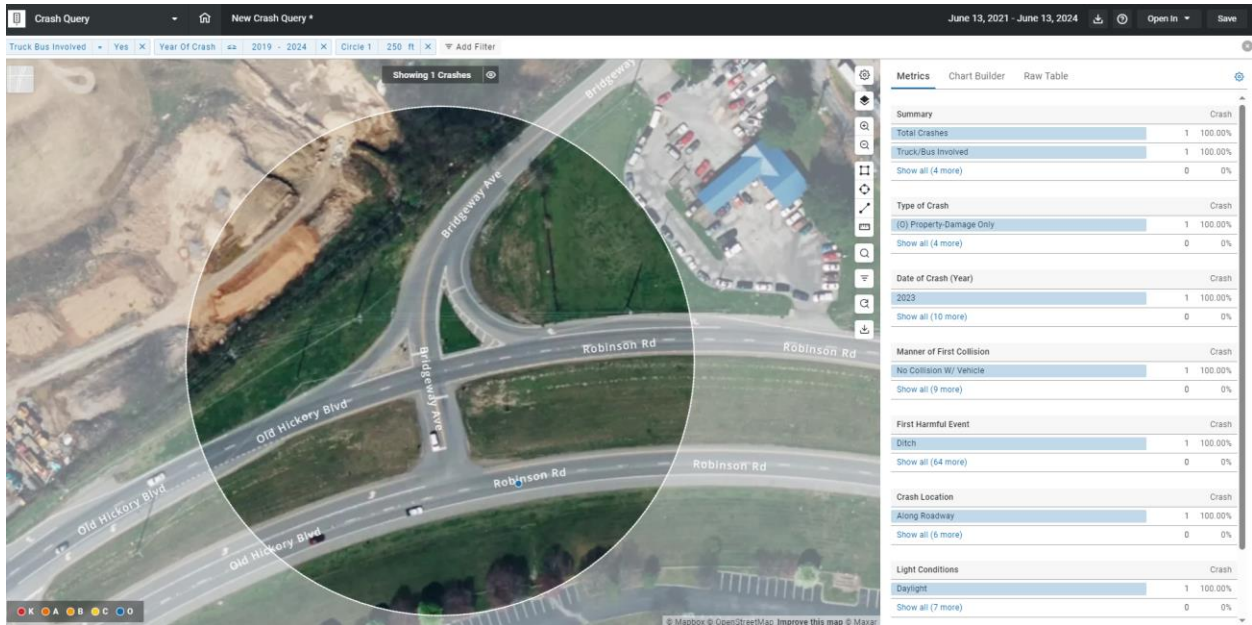 Crash Query
New Crash Query *
June 13, 2021 - June 13, 2024
Open In
Save
Truck Bus Involved = Yes X
Year Of Crash 2019 - 2024 X
Circle 1 250 ft X
Add Filter
Showing 1 Crashes
Bridgeway
Bridgeway Ave
Robinson Rd
Robinson Rd
Bridgeway Ave
Old Hickory Blvd
Robinson Rd
Robinson Rd
Old Hickory Blvd
Old Hickory Blvd
K A B C O
© Mapbox © OpenStreetMap Improve this map © Maxar
Metrics Chart Builder Raw Table
Summary Crash
Total Crashes 1 100.00%
Truck/Bus Involved 1 100.00%
Show all (4 more) 0 0%
Type of Crash Crash
(O) Property-Damage Only 1 100.00%
Show all (4 more) 0 0%
Date of Crash (Year) Crash
2023 1 100.00%
Show all (10 more) 0 0%
Manner of First Collision Crash
No Collision W/ Vehicle 1 100.00%
Show all (9 more) 0 0%
First Harmful Event Crash
Ditch 1 100.00%
Show all (64 more) 0 0%
Crash Location Crash
Along Roadway 1 100.00%
Show all (6 more) 0 0%
Light Conditions Crash
Daylight 1 100.00%
Show all (7 more) 0 0%